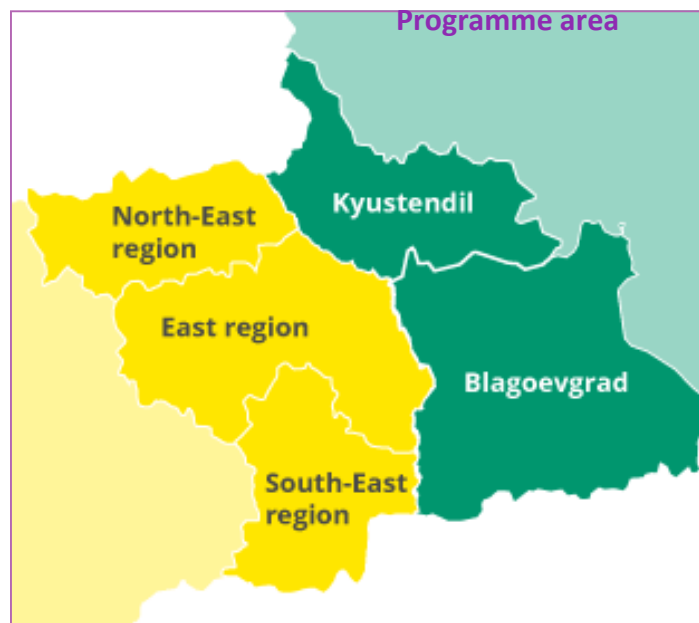 Programme area
Kyustendil
North-East
region
East region
Blagoevgrad
South-East
region